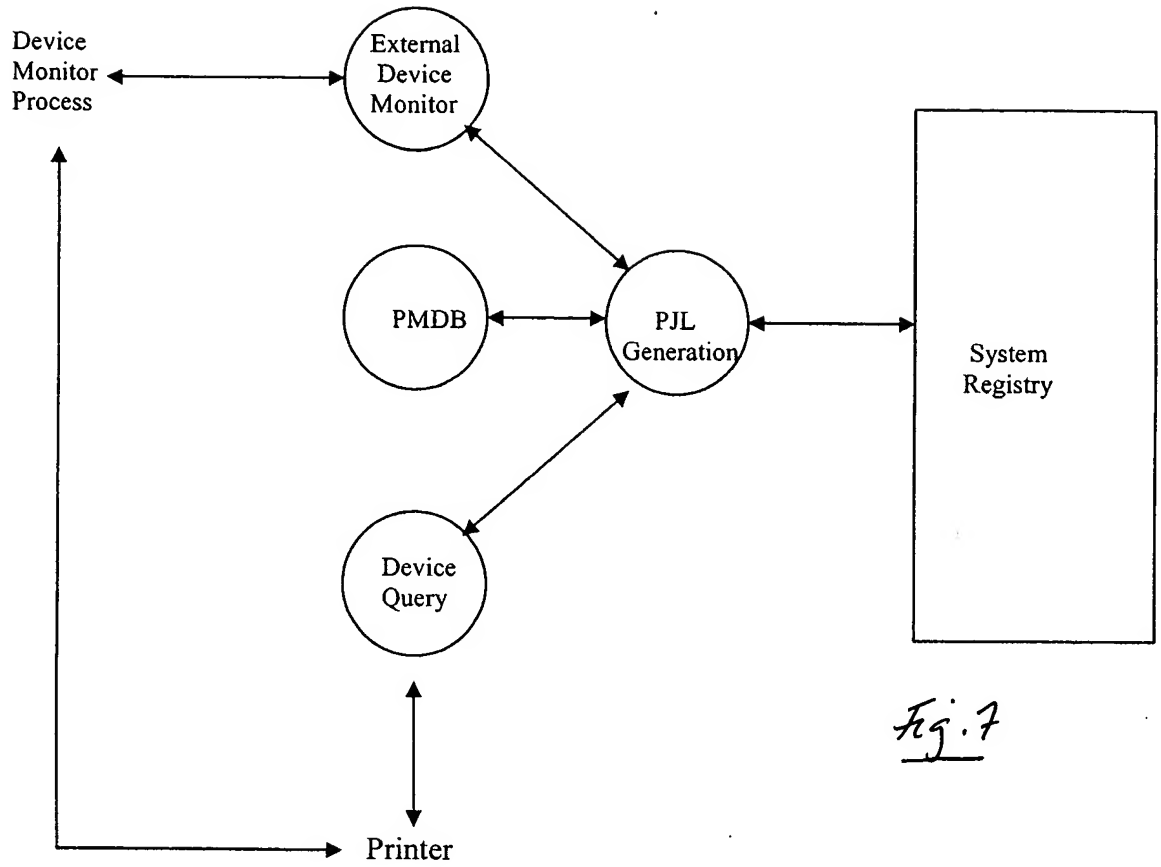 Device
Monitor
Process
External
Device
Monitor
PMDB
PJL
Generation
System
Registry
Device
Query
Printer
Fig. 7